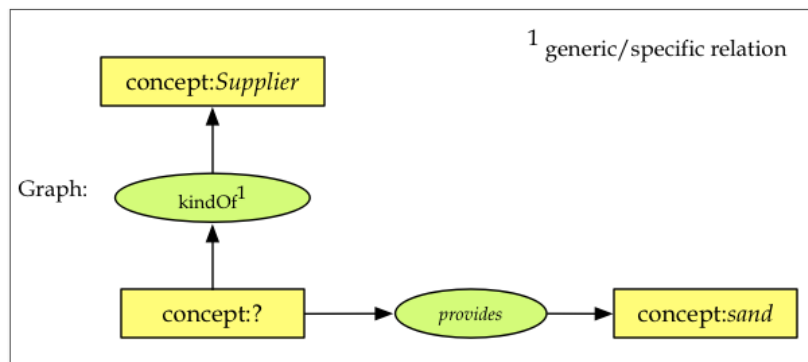 1 generic/specific relation
concept:Supplier
Graph:
kindOf1
concept:?
provides
concept:sand